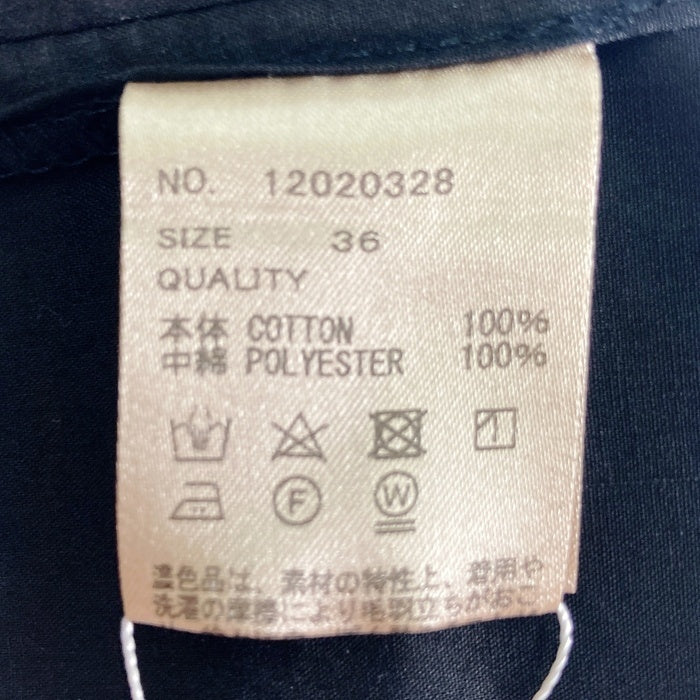 NO. 12020328
SIZE 36
QUALITY
本体 COTTON 100%
中綿 POLYESTER 100%
F W
濃色品は、素材の特性上、着用や
洗濯の摩擦により毛羽立ちがおこ